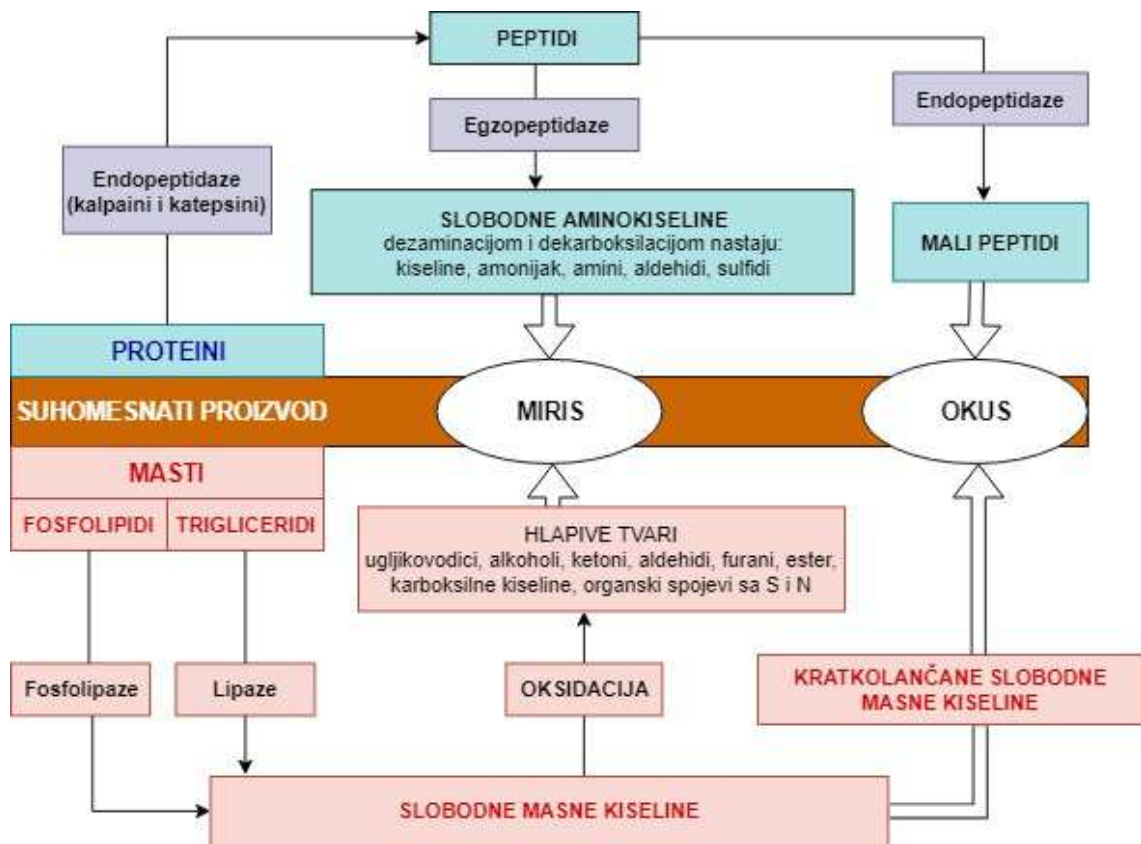 PEPTIDI
Egzopeptidaze
Endopeptidaze
Endopeptidaze
(kalpaini i katepsini)
SLOBODNE AMINOKISELINE
dezaminacijom i dekarboksilacijom nastaju:
kiseline, amonijak, amini, aldehidi, sulfidi
MALI PEPTIDI
PROTEINI
SUHOMESNATI PROIZVOD
MIRIS
OKUS
MASTI
FOSFOLIPIDI
TRIGLICERIDI
HLAPIVE TVARI
ugljikovodici, alkoholi, ketoni, aldehidi, furani, ester,
karboksilne kiseline, organski spojevi sa S i N
Fosfolipaze
Lipaze
OKSIDACIJA
KRATKOLANČANE SLOBODNE
MASNE KISELINE
SLOBODNE MASNE KISELINE